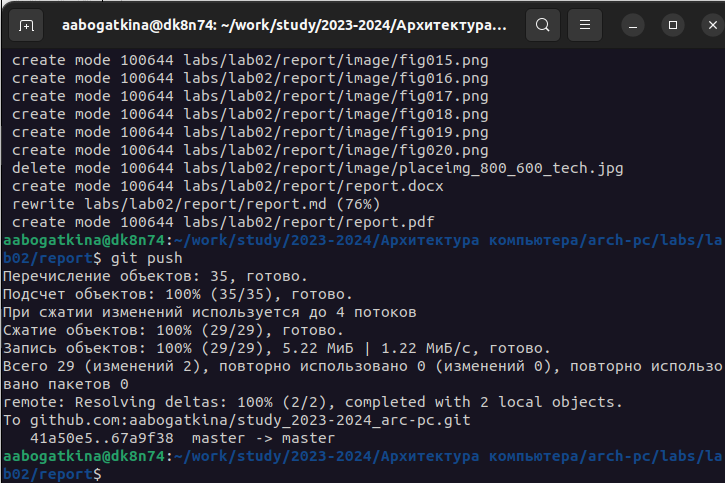 aabogatkina@dk8n74: ~/work/study/2023-2024/Архитектура...
create mode 100644 labs/lab02/report/image/fig015.png
create mode 100644 labs/lab02/report/image/fig016.png
create mode 100644 labs/lab02/report/image/fig017.png
create mode 100644 labs/lab02/report/image/fig018.png
create mode 100644 labs/lab02/report/image/fig019.png
create mode 100644 labs/lab02/report/image/fig020.png
delete mode 100644 labs/lab02/report/image/placeimg_800_600_tech.jpg
create mode 100644 labs/lab02/report/report.docx
rewrite labs/lab02/report/report.md (76%)
create mode 100644 labs/lab02/report/report.pdf
aabogatkina@dk8n74:~/work/study/2023-2024/Архитектура компьютера/arch-pc/labs/la
b02/report$ git push
Перечисление объектов: 35, готово.
Подсчет объектов: 100% (35/35), готово.
При сжатии изменений используется до 4 потоков
Сжатие объектов: 100% (29/29), готово.
Запись объектов: 100% (29/29), 5.22 МиБ | 1.22 МиБ/с, готово.
Всего 29 (изменений 2), повторно использовано 0 (изменений 0), повторно использо
вано пакетов 0
remote: Resolving deltas: 100% (2/2), completed with 2 local objects.
To github.com:aabogatkina/study_2023-2024_arc-pc.git
41a50e5..67a9f38  master -> master
aabogatkina@dk8n74:~/work/study/2023-2024/Архитектура компьютера/arch-pc/labs/la
b02/report$